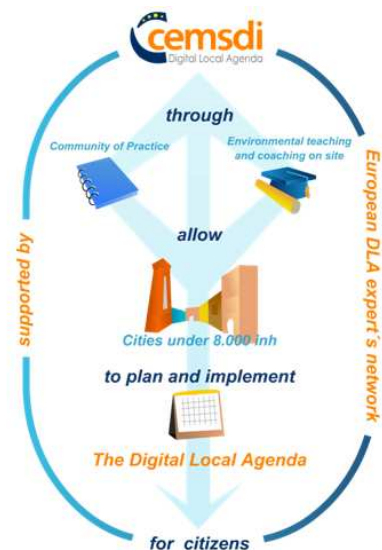 cemsdi
Digital Local Agenda
through
Community of Practice
Environmental teaching
and coaching on site
allow
Cities under 8.000 inh
to plan and implement
The Digital Local Agenda
for citizens
supported by
European DLA expert´s network